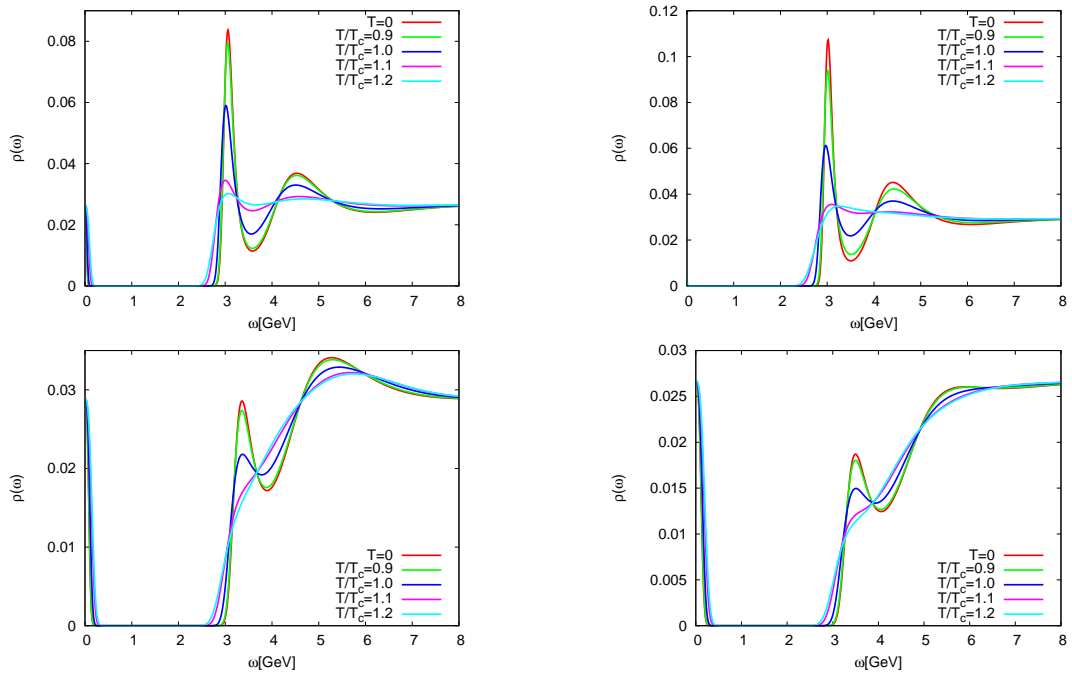 T=0
T/Tc=0.9
T/Tc=1.0
T/Tc=1.1
T/Tc=1.2
0.08
0.06
0.04
0.02
0
ρ(ω)
0 1 2 3 4 5 6 7 8
ω[GeV]
T=0
T/Tc=0.9
T/Tc=1.0
T/Tc=1.1
T/Tc=1.2
0.12
0.1
0.08
0.06
0.04
0.02
0
ρ(ω)
0 1 2 3 4 5 6 7 8
ω[GeV]
0.03
0.02
0.01
0
ρ(ω)
T=0
T/Tc=0.9
T/Tc=1.0
T/Tc=1.1
T/Tc=1.2
0 1 2 3 4 5 6 7 8
ω[GeV]
0.03
0.025
0.02
0.015
0.01
0.005
0
ρ(ω)
T=0
T/Tc=0.9
T/Tc=1.0
T/Tc=1.1
T/Tc=1.2
0 1 2 3 4 5 6 7 8
ω[GeV]